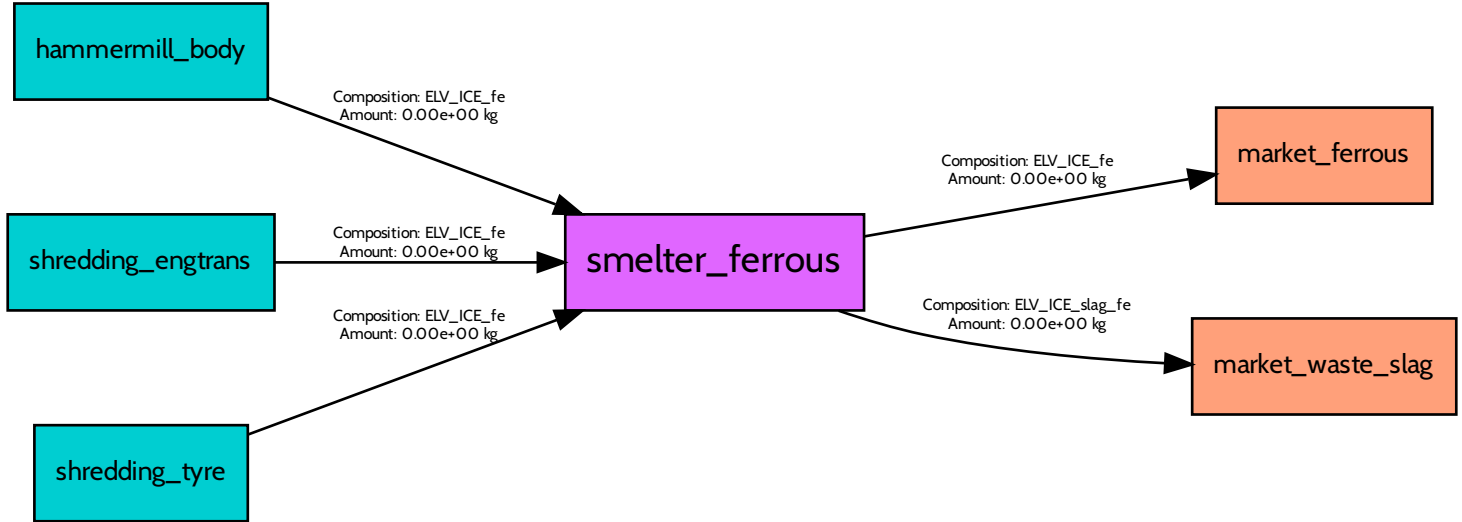 hammermill_body
Composition: ELV_ICE_fe
Amount: 0.00e+00 kg
shredding_engtrans
Composition: ELV_ICE_fe
Amount: 0.00e+00 kg
shredding_tyre
Composition: ELV_ICE_fe
Amount: 0.00e+00 kg
smelter_ferrous
Composition: ELV_ICE_fe
Amount: 0.00e+00 kg
market_ferrous
Composition: ELV_ICE_slag_fe
Amount: 0.00e+00 kg
market_waste_slag